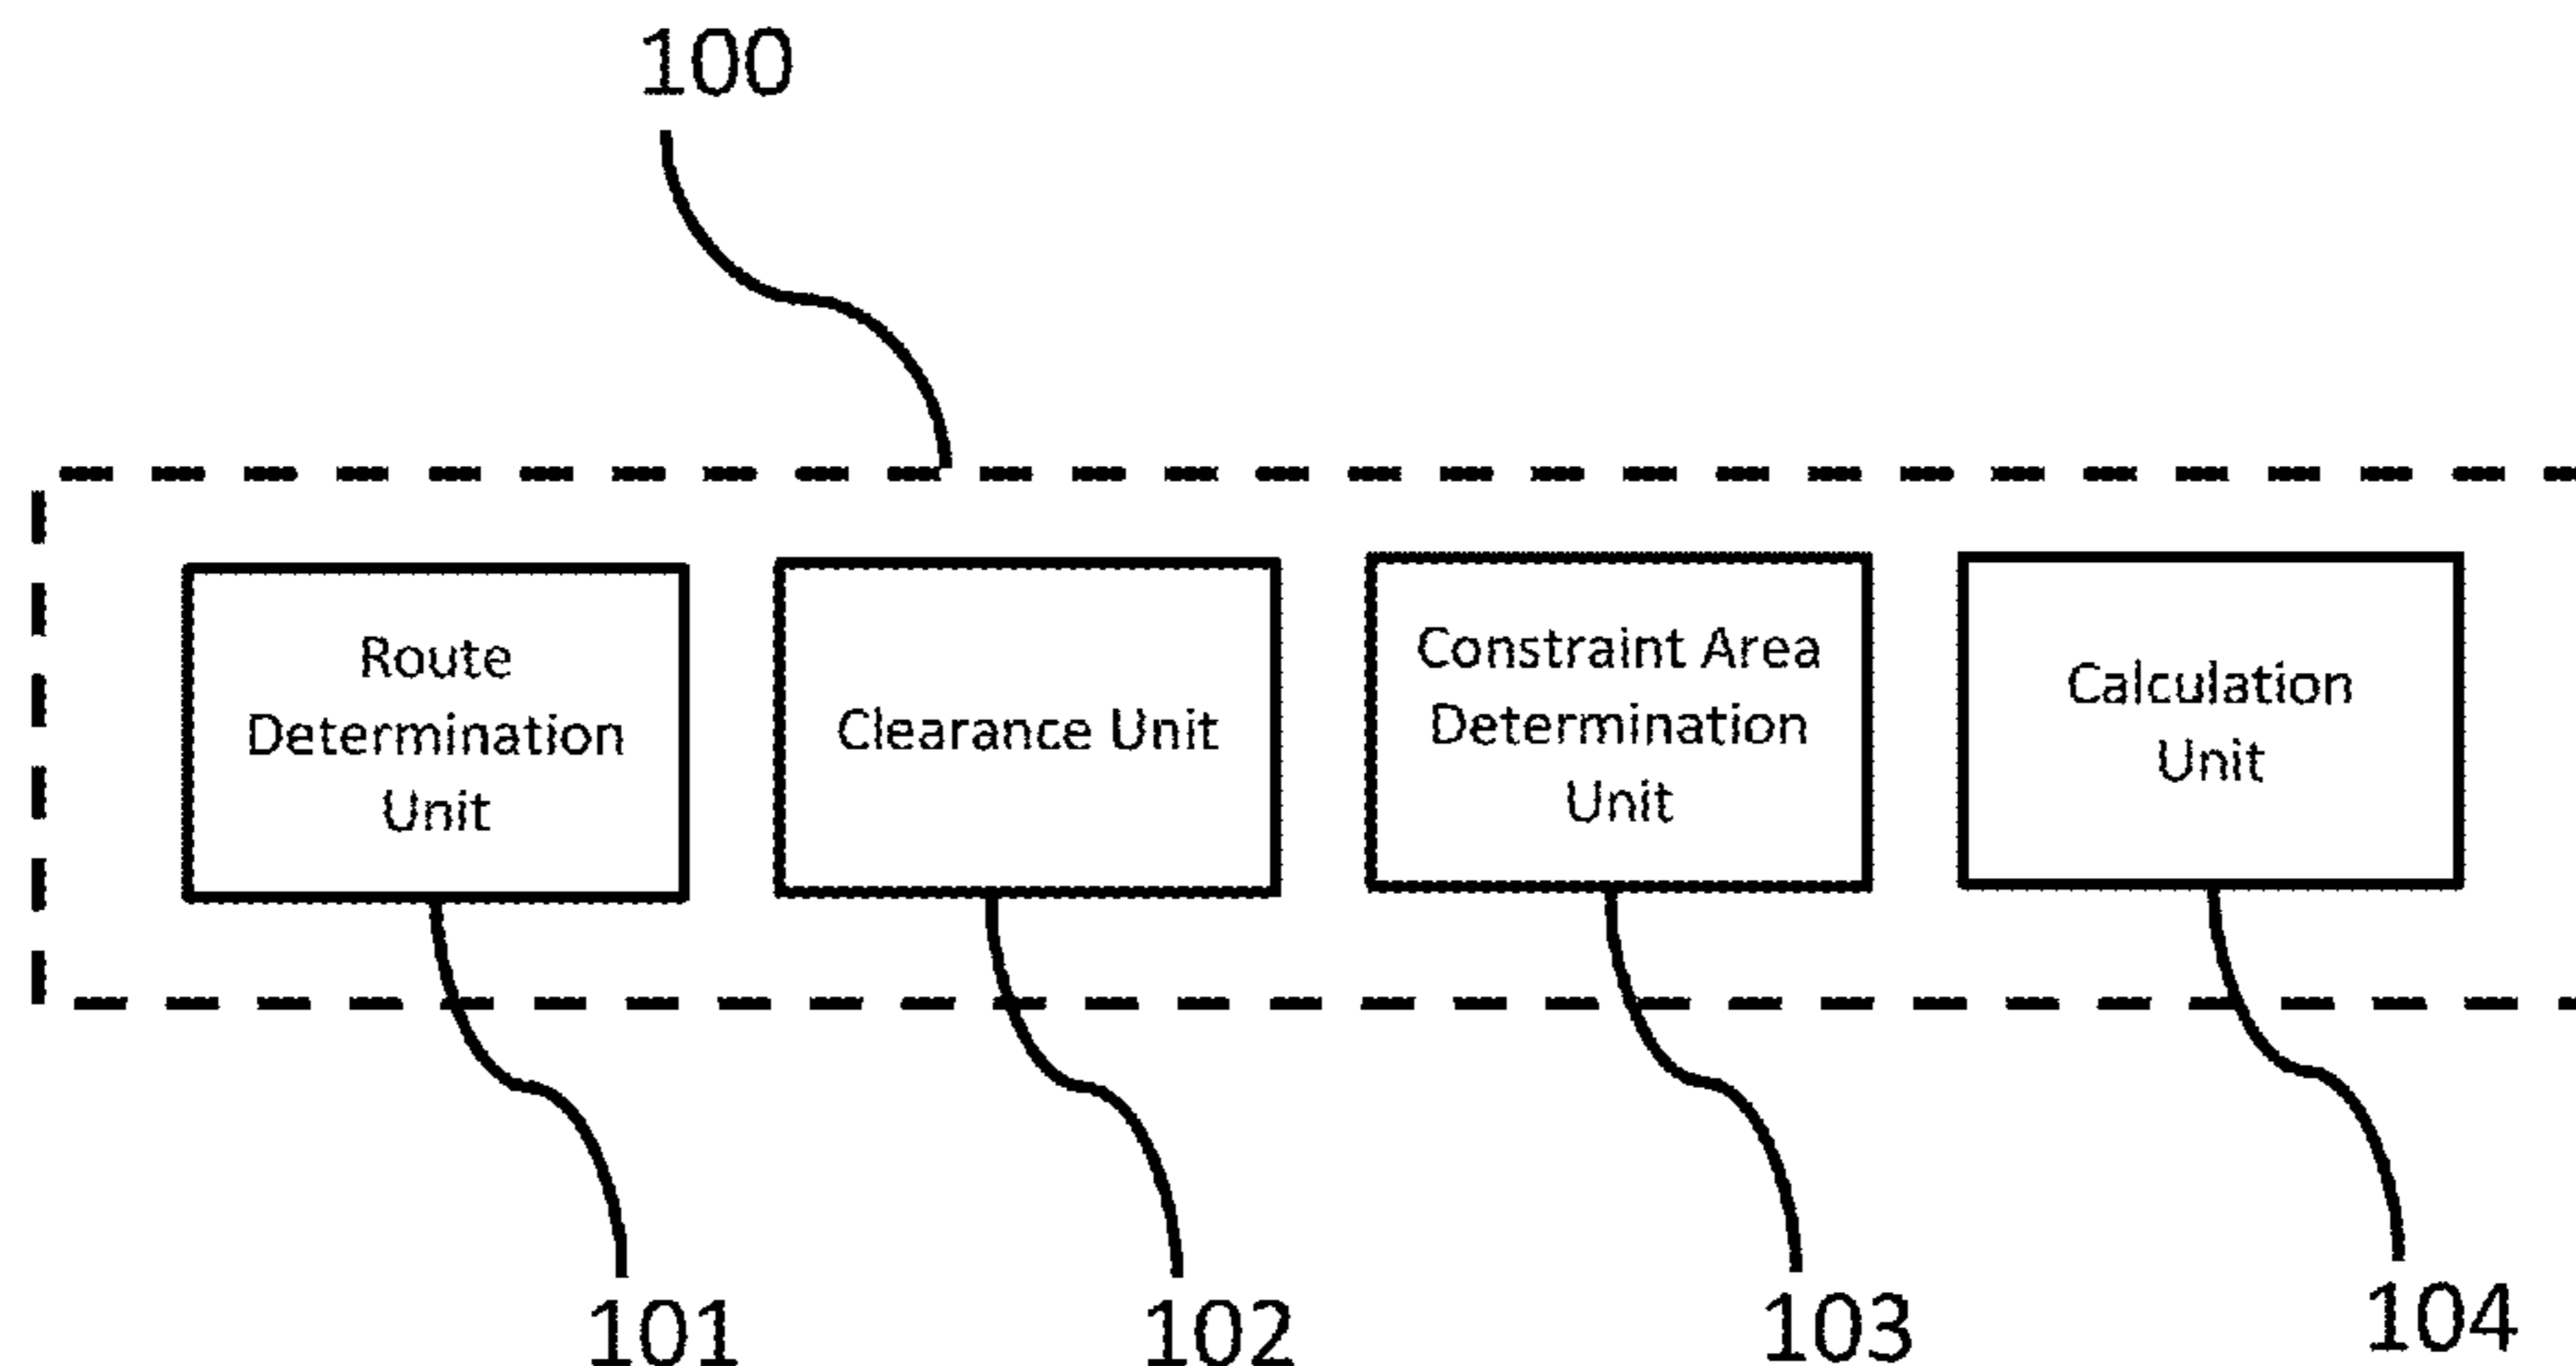 100
Route
Determination
Unit
Clearance Unit
Constraint Area
Determination
Unit
Calculation
Unit
101
102
103
104